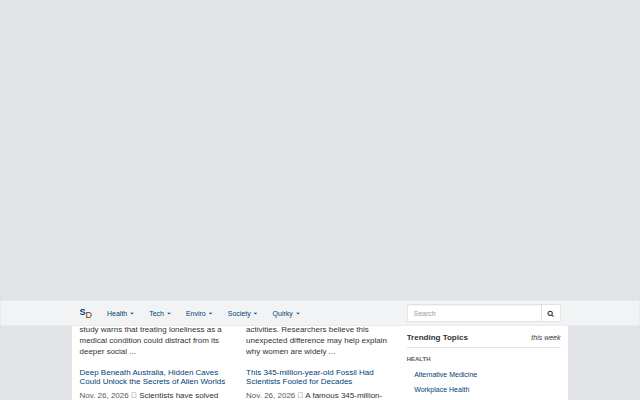 SD Health Tech Enviro Society Quirky Search
study warns that treating loneliness as a
medical condition could distract from its
deeper social ...
Deep Beneath Australia, Hidden Caves
Could Unlock the Secrets of Alien Worlds
Nov. 26, 2026 Scientists have solved
activities. Researchers believe this
unexpected difference may help explain
why women are widely ...
This 345-million-year-old Fossil Had
Scientists Fooled for Decades
Nov. 26, 2026 A famous 345-million-
Trending Topics this week
HEALTH
Alternative Medicine
Workplace Health